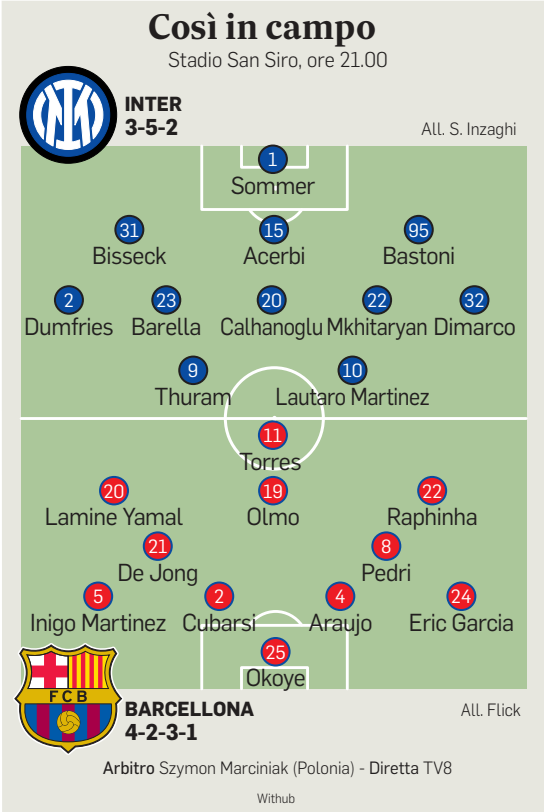 Così in campo
Stadio San Siro, ore 21.00
INTER
3-5-2
All. S. Inzaghi
1
Sommer
31 15 95
Bisseck Acerbi Bastoni
2 23 20 22 32
Dumfries Barella Calhanoglu Mkhitaryan Dimarco
9 10
Thuram Lautaro Martinez
11
Torres
20 19 22
Lamine Yamal Olmo Raphinha
21 8
De Jong Pedri
5 2 4 24
Inigo Martinez Cubarsi Araujo Eric Garcia
25
Okoye
FCB
BARCELLONA
4-2-3-1
All. Flick
Arbitro Szymon Marciniak (Polonia) - Diretta TV8
Withub